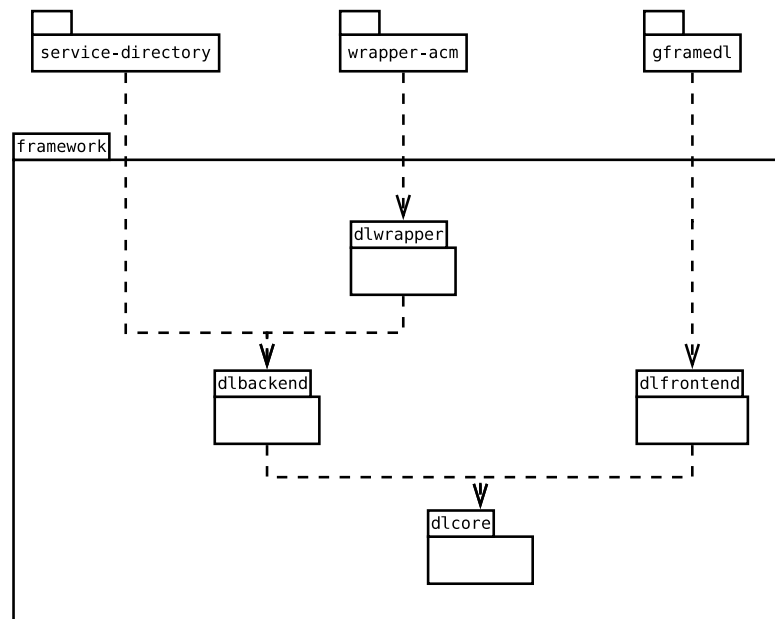 service-directory
wrapper-acm
gframedl
framework
dlwrapper
dlbackend
dlfrontend
dlcore